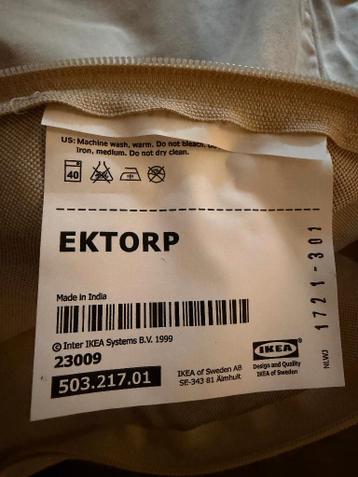 US: Machine wash, warm. Do not bleach.
Iron, medium. Do not dry clean.
40
EKTORP
Made in India
© Inter IKEA Systems B.V. 1999
23009
503.217.01
IKEA of Sweden AB
SE-343 81 Älmhult
IKEA
Design and Quality
IKEA of Sweden
NLWJ
1721-301